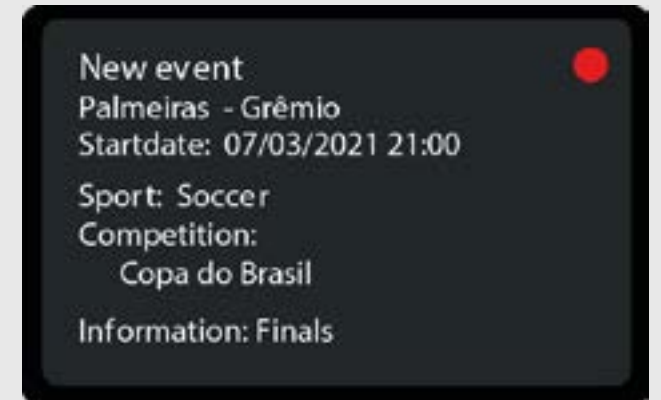 New event
Palmeiras - Grêmio
Startdate: 07/03/2021 21:00
Sport: Soccer
Competition:
Copa do Brasil
Information: Finals